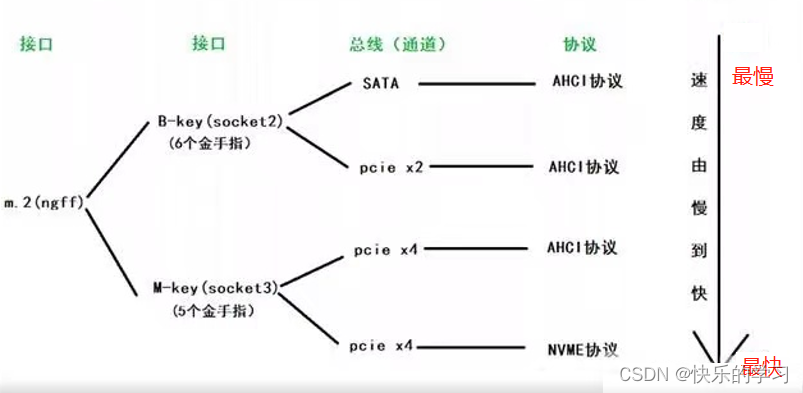 接口 接口 总线（通道） 协议
最慢
SATA AHCI协议
B-key(socket2)
(6个金手指)
pcie x2 AHCI协议
m.2(ngff)
速度由慢到快
pcie x4 AHCI协议
M-key(socket3)
(5个金手指)
pcie x4 NVME协议
最快
CSDN @快乐的学习